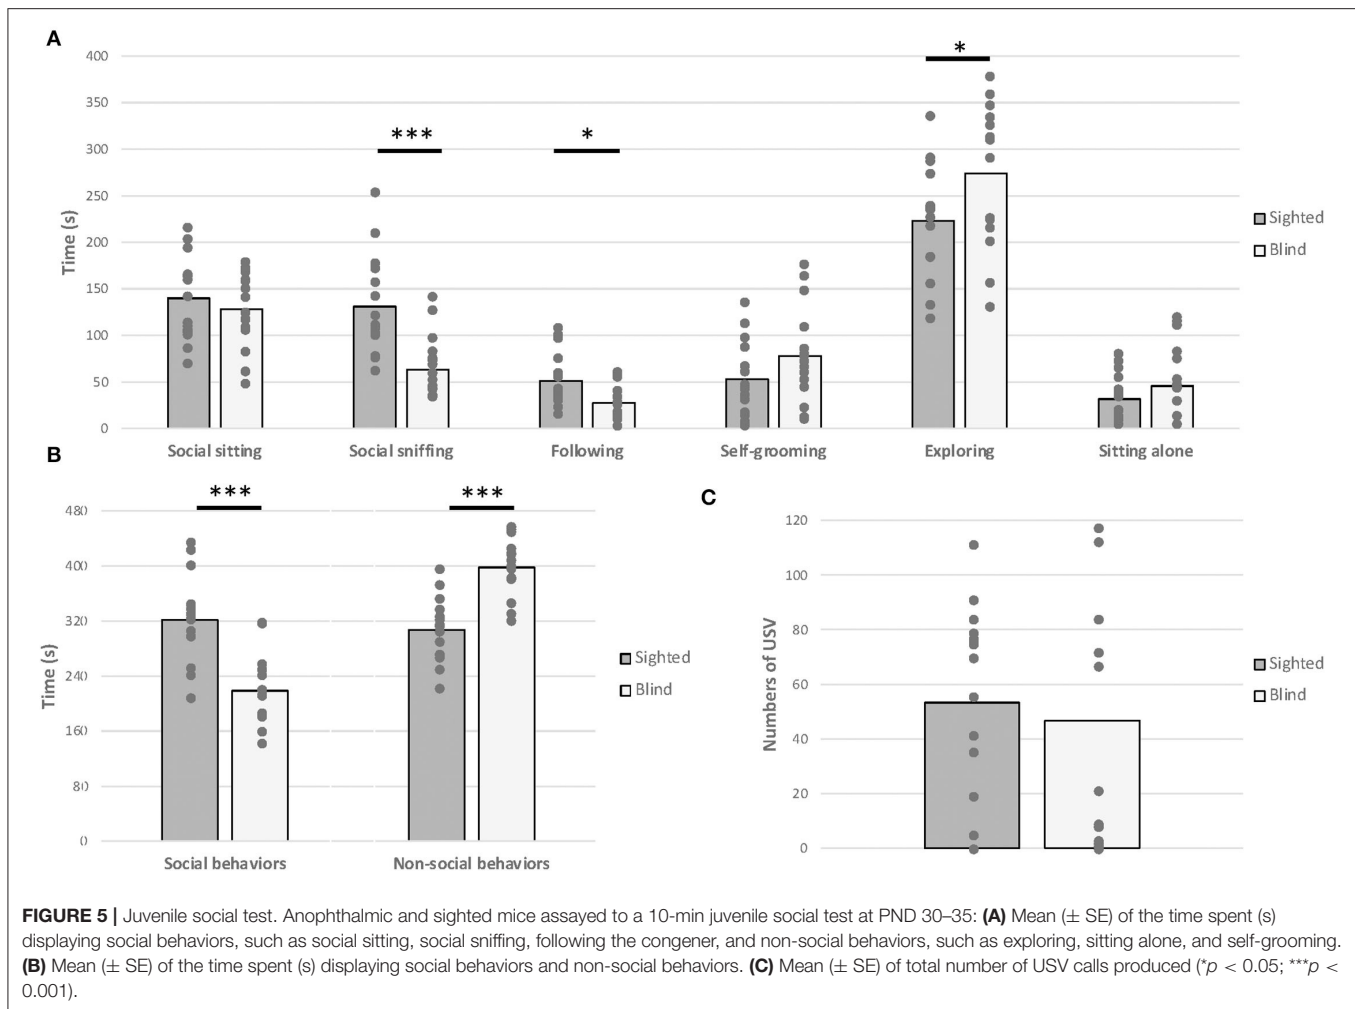 A
400
350
300
250
200
150
100
50
0
Time (s)
***
*
*
Sighted
Blind
Social sitting
Social sniffing
Following
Self-grooming
Exploring
Sitting alone
B
480
400
320
240
160
80
0
Time (s)
***
***
Sighted
Blind
Social behaviors
Non-social behaviors
C
120
100
80
60
40
20
0
Numbers of USV
Sighted
Blind
FIGURE 5 | Juvenile social test. Anophthalmic and sighted mice assayed to a 10-min juvenile social test at PND 30–35: (A) Mean (± SE) of the time spent (s)
displaying social behaviors, such as social sitting, social sniffing, following the congener, and non-social behaviors, such as exploring, sitting alone, and self-grooming.
(B) Mean (± SE) of the time spent (s) displaying social behaviors and non-social behaviors. (C) Mean (± SE) of total number of USV calls produced (*p < 0.05; ***p <
0.001).